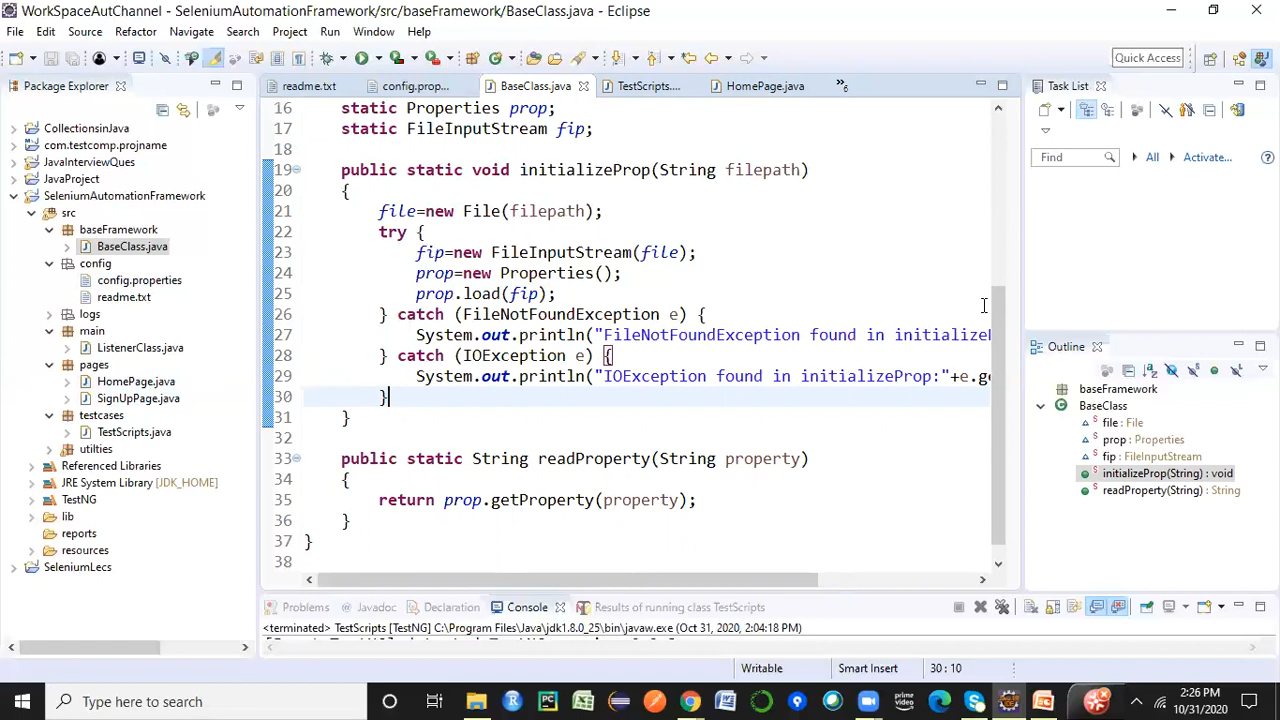 WorkSpaceAutChannel - SeleniumAutomationFramework/src/baseFramework/BaseClass.java - Eclipse
File Edit Source Refactor Navigate Search Project Run Window Help
Quick Access
Package Explorer
CollectionsinJava
com.testcomp.projname
JavaInterviewQues
JavaProject
SeleniumAutomationFramework
src
baseFramework
BaseClass.java
config
config.properties
readme.txt
logs
main
ListenerClass.java
pages
HomePage.java
SignUpPage.java
testcases
TestScripts.java
utilties
Referenced Libraries
JRE System Library [JDK_HOME]
TestNG
lib
reports
resources
SeleniumLecs
readme.txt config.prop... BaseClass.java TestScripts.... HomePage.java »6
16 static Properties prop;
17 static FileInputStream fip;
18
19 public static void initializeProp(String filepath)
20 {
21 file=new File(filepath);
22 try {
23 fip=new FileInputStream(file);
24 prop=new Properties();
25 prop.load(fip);
26 } catch (FileNotFoundException e) {
27 System.out.println("FileNotFoundException found in initialize
28 } catch (IOException e) {
29 System.out.println("IOException found in initializeProp:"+e.ge
30 }
31 }
32
33 public static String readProperty(String property)
34 {
35 return prop.getProperty(property);
36 }
37 }
38
Task List
Find All Activate...
Outline
baseFramework
BaseClass
file : File
prop : Properties
fip : FileInputStream
initializeProp(String) : void
readProperty(String) : String
Problems Javadoc Declaration Console Results of running class TestScripts
<terminated> TestScripts [TestNG] C:\Program Files\Java\jdk1.8.0_25\bin\javaw.exe (Oct 31, 2020, 2:04:18 PM)
Writable Smart Insert 30 : 10
Type here to search
prime video
2:26 PM
10/31/2020